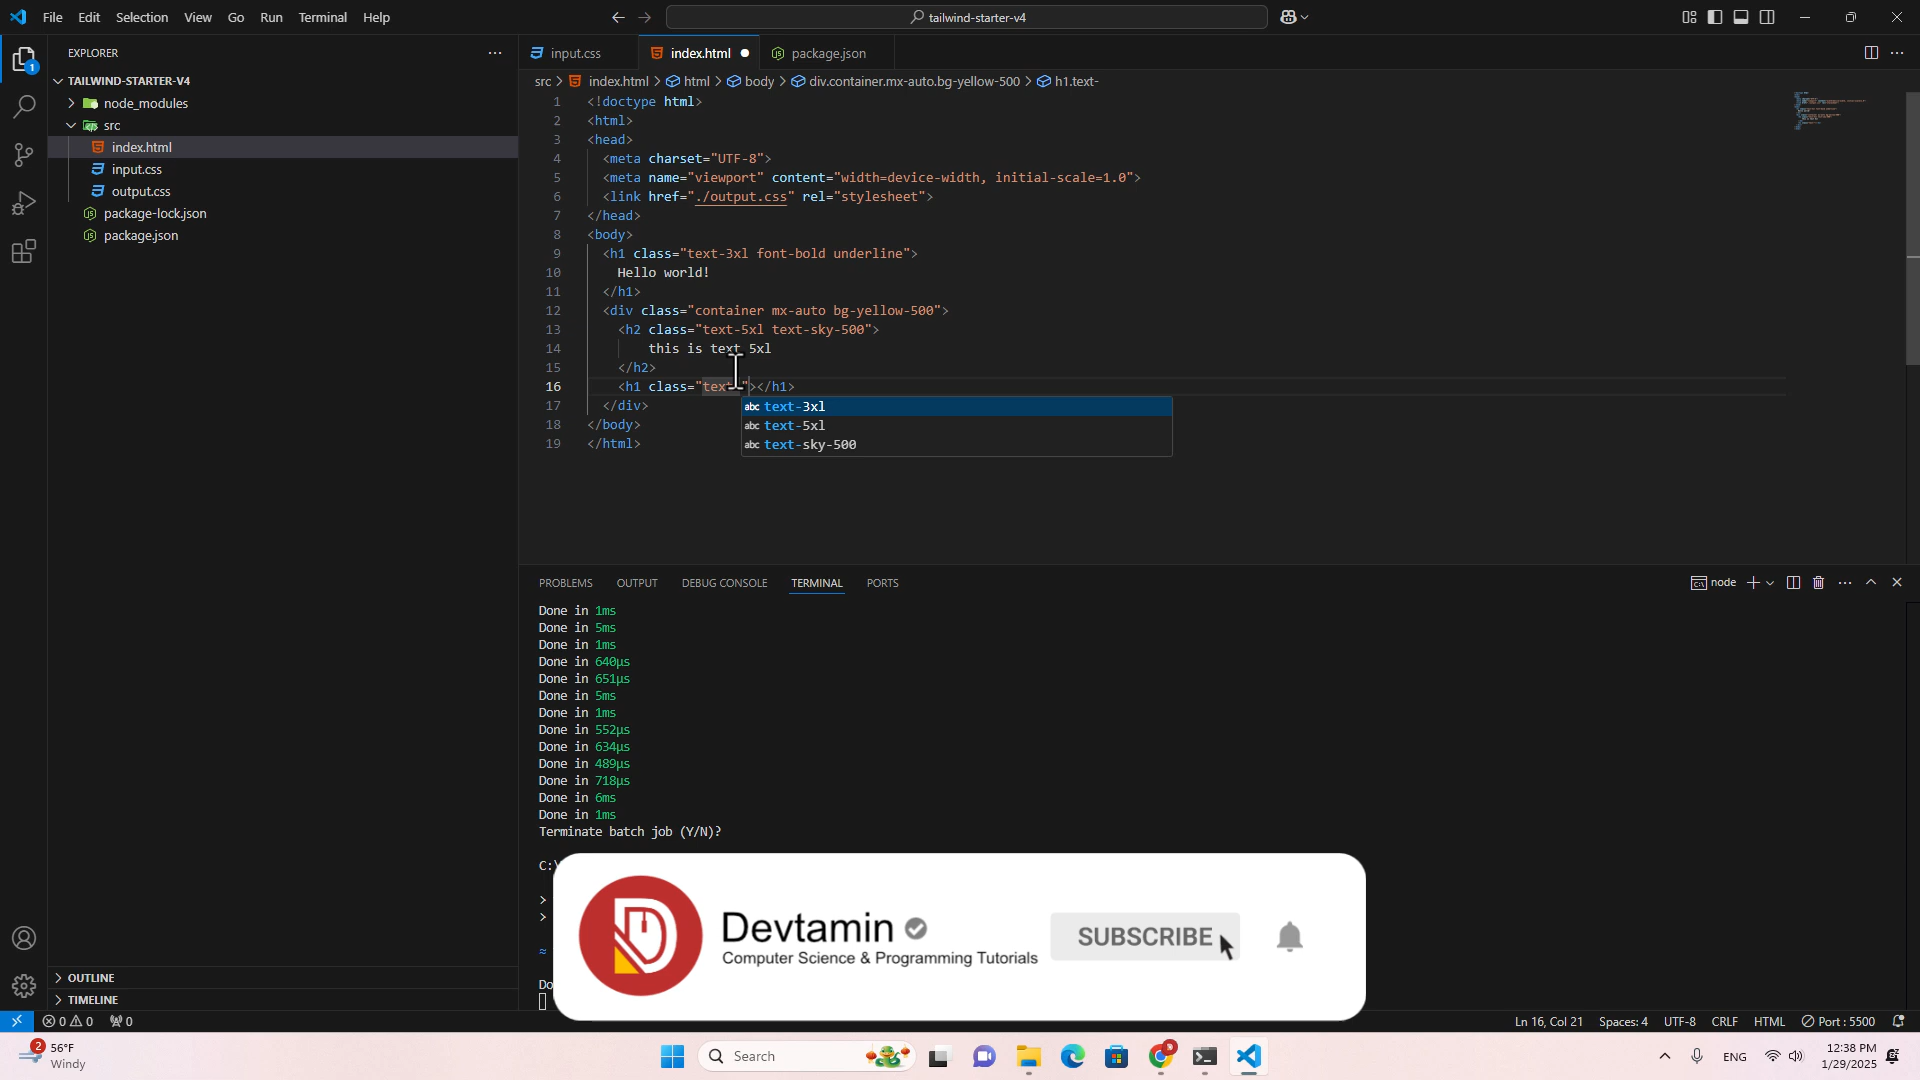 File Edit Selection View Go Run Terminal Help
tailwind-starter-v4
EXPLORER
TAILWIND-STARTER-V4
node_modules
src
index.html
input.css
output.css
package-lock.json
package.json
OUTLINE
TIMELINE
input.css index.html package.json
src > index.html > html > body > div.container.mx-auto.bg-yellow-500 > h1.text-
1 <!doctype html>
2 <html>
3 <head>
4 <meta charset="UTF-8">
5 <meta name="viewport" content="width=device-width, initial-scale=1.0">
6 <link href="./output.css" rel="stylesheet">
7 </head>
8 <body>
9 <h1 class="text-3xl font-bold underline">
10 Hello world!
11 </h1>
12 <div class="container mx-auto bg-yellow-500">
13 <h2 class="text-5xl text-sky-500">
14 this is text 5xl
15 </h2>
16 <h1 class="text-"></h1>
17 </div>
18 </body>
19 </html>
abc text-3xl
abc text-5xl
abc text-sky-500
PROBLEMS OUTPUT DEBUG CONSOLE TERMINAL PORTS
node
Done in 1ms
Done in 5ms
Done in 1ms
Done in 640µs
Done in 651µs
Done in 5ms
Done in 1ms
Done in 552µs
Done in 634µs
Done in 489µs
Done in 718µs
Done in 6ms
Done in 1ms
Terminate batch job (Y/N)?
C:\
>
>
≈
Do
Devtamin
Computer Science & Programming Tutorials
SUBSCRIBE
0 0 0
Ln 16, Col 21 Spaces: 4 UTF-8 CRLF HTML Port : 5500
2
56°F
Windy
Search
ENG
12:38 PM
1/29/2025